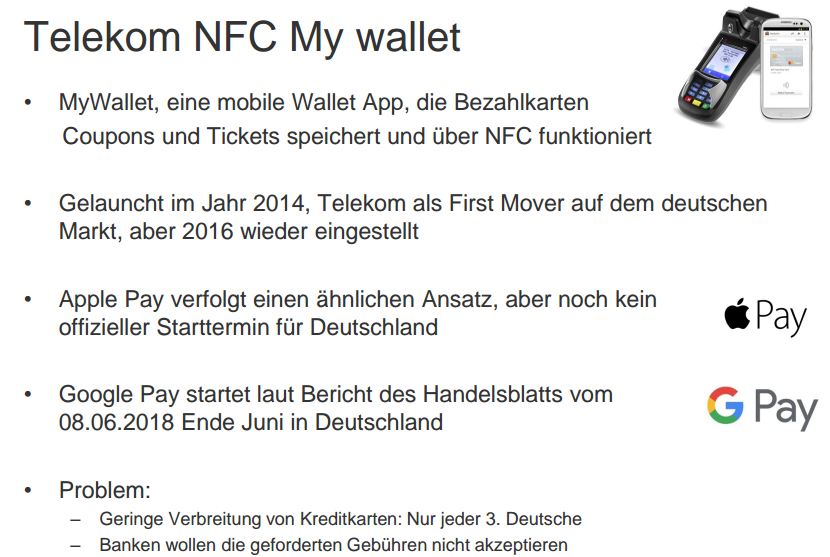 Telekom NFC My wallet
• MyWallet, eine mobile Wallet App, die Bezahlkarten
Coupons und Tickets speichert und über NFC funktioniert
• Gelauncht im Jahr 2014, Telekom als First Mover auf dem deutschen
Markt, aber 2016 wieder eingestellt
• Apple Pay verfolgt einen ähnlichen Ansatz, aber noch kein
offizieller Starttermin für Deutschland
Pay
• Google Pay startet laut Bericht des Handelsblatts vom
08.06.2018 Ende Juni in Deutschland
G Pay
• Problem:
– Geringe Verbreitung von Kreditkarten: Nur jeder 3. Deutsche
– Banken wollen die geforderten Gebühren nicht akzeptieren